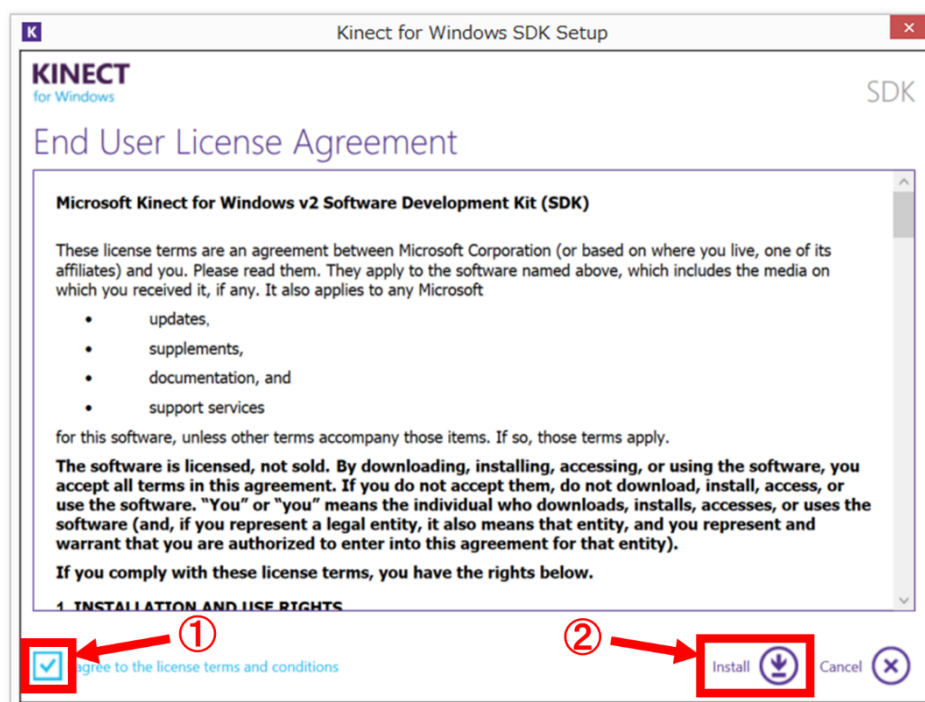 K
Kinect for Windows SDK Setup
KINECT
for Windows
SDK
End User License Agreement
Microsoft Kinect for Windows v2 Software Development Kit (SDK)
These license terms are an agreement between Microsoft Corporation (or based on where you live, one of its
affiliates) and you. Please read them. They apply to the software named above, which includes the media on
which you received it, if any. It also applies to any Microsoft
• updates,
• supplements,
• documentation, and
• support services
for this software, unless other terms accompany those items. If so, those terms apply.
The software is licensed, not sold. By downloading, installing, accessing, or using the software, you
accept all terms in this agreement. If you do not accept them, do not download, install, access, or
use the software. “You” or “you” means the individual who downloads, installs, accesses, or uses the
software (and, if you represent a legal entity, it also means that entity, and you represent and
warrant that you are authorized to enter into this agreement for that entity).
If you comply with these license terms, you have the rights below.
1. INSTALLATION AND USE RIGHTS
① ②
agree to the license terms and conditions
Install Cancel